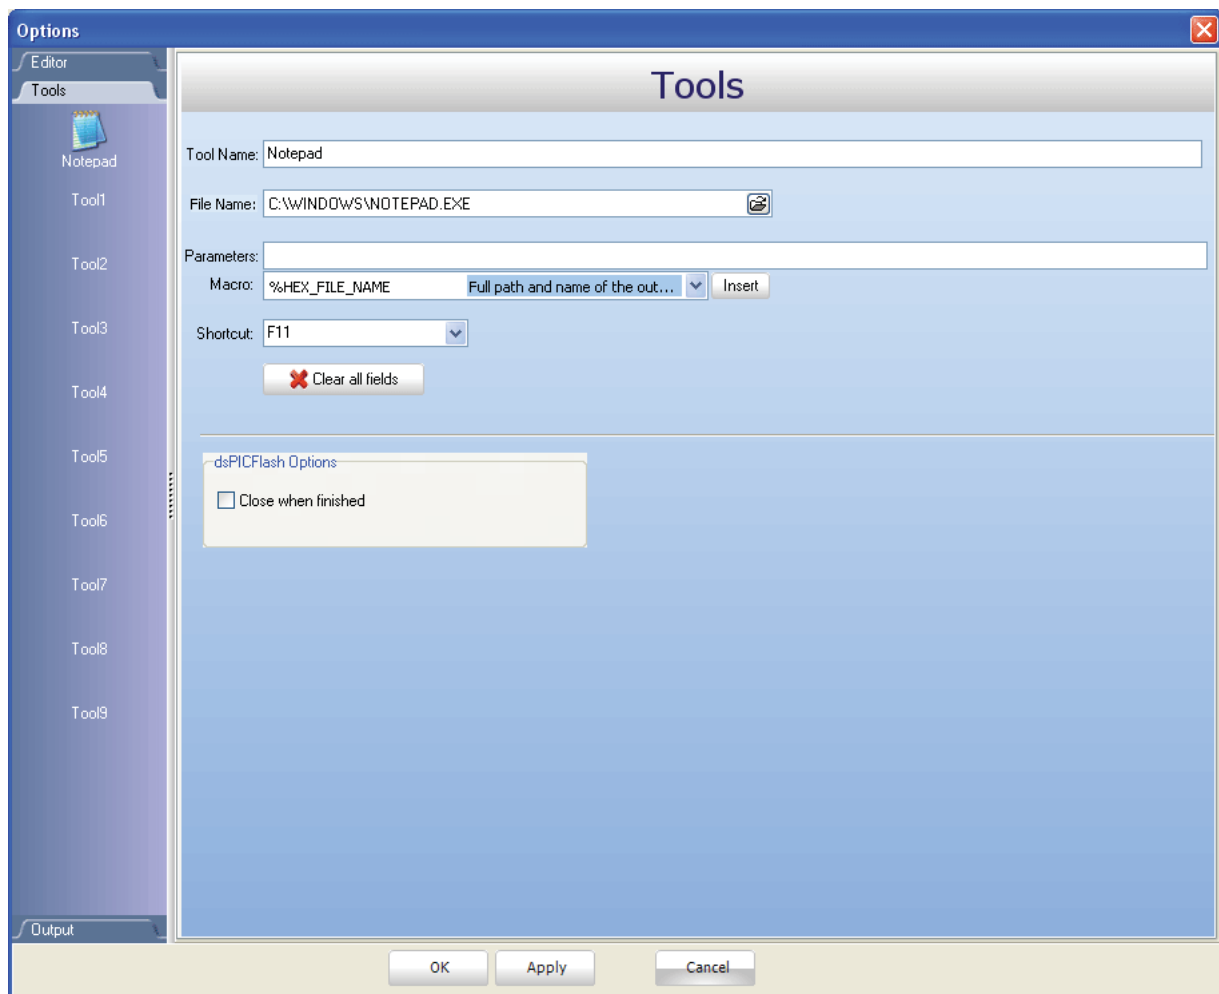 Options
Editor
Tools
Notepad
Tool1
Tool2
Tool3
Tool4
Tool5
Tool6
Tool7
Tool8
Tool9
Output
Tools
Tool Name: Notepad
File Name: C:\WINDOWS\NOTEPAD.EXE
Parameters:
Macro: %HEX_FILE_NAME Full path and name of the out... Insert
Shortcut: F11
Clear all fields
dsPICFlash Options
Close when finished
OK Apply Cancel